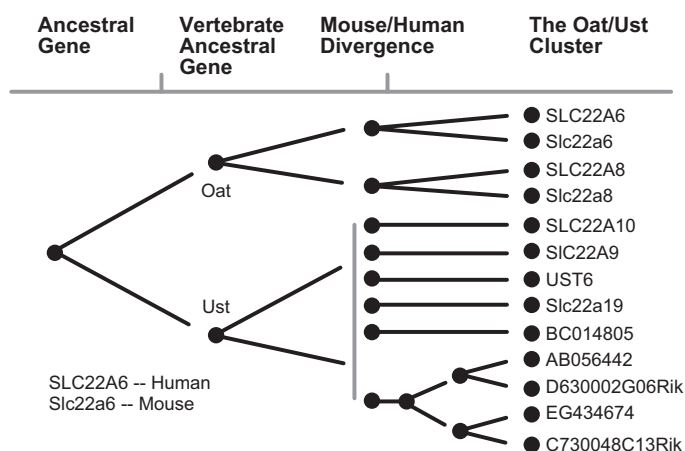 Ancestral
Gene
Vertebrate
Ancestral
Gene
Mouse/Human
Divergence
The Oat/Ust
Cluster
SLC22A6
Slc22a6
SLC22A8
Slc22a8
SLC22A10
SlC22A9
UST6
Slc22a19
BC014805
AB056442
D630002G06Rik
EG434674
C730048C13Rik
Oat
Ust
SLC22A6 -- Human
Slc22a6 -- Mouse